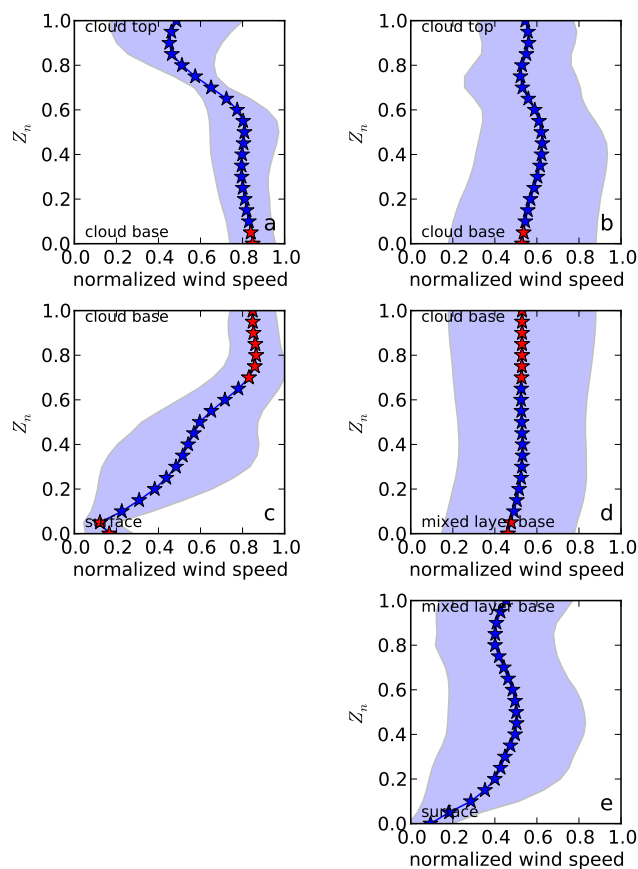 1.0 cloud top
0.8
0.6
Zn
0.4
0.2
0.0 cloud base a
0.0 0.2 0.4 0.6 0.8 1.0
normalized wind speed
1.0 cloud top
0.8
0.6
Zn
0.4
0.2
0.0 cloud base b
0.0 0.2 0.4 0.6 0.8 1.0
normalized wind speed
1.0 cloud base
0.8
0.6
Zn
0.4
0.2
0.0 surface c
0.0 0.2 0.4 0.6 0.8 1.0
normalized wind speed
1.0 cloud base
0.8
0.6
Zn
0.4
0.2
0.0 mixed layer base d
0.0 0.2 0.4 0.6 0.8 1.0
normalized wind speed
1.0 mixed layer base
0.8
0.6
Zn
0.4
0.2
0.0 surface e
0.0 0.2 0.4 0.6 0.8 1.0
normalized wind speed